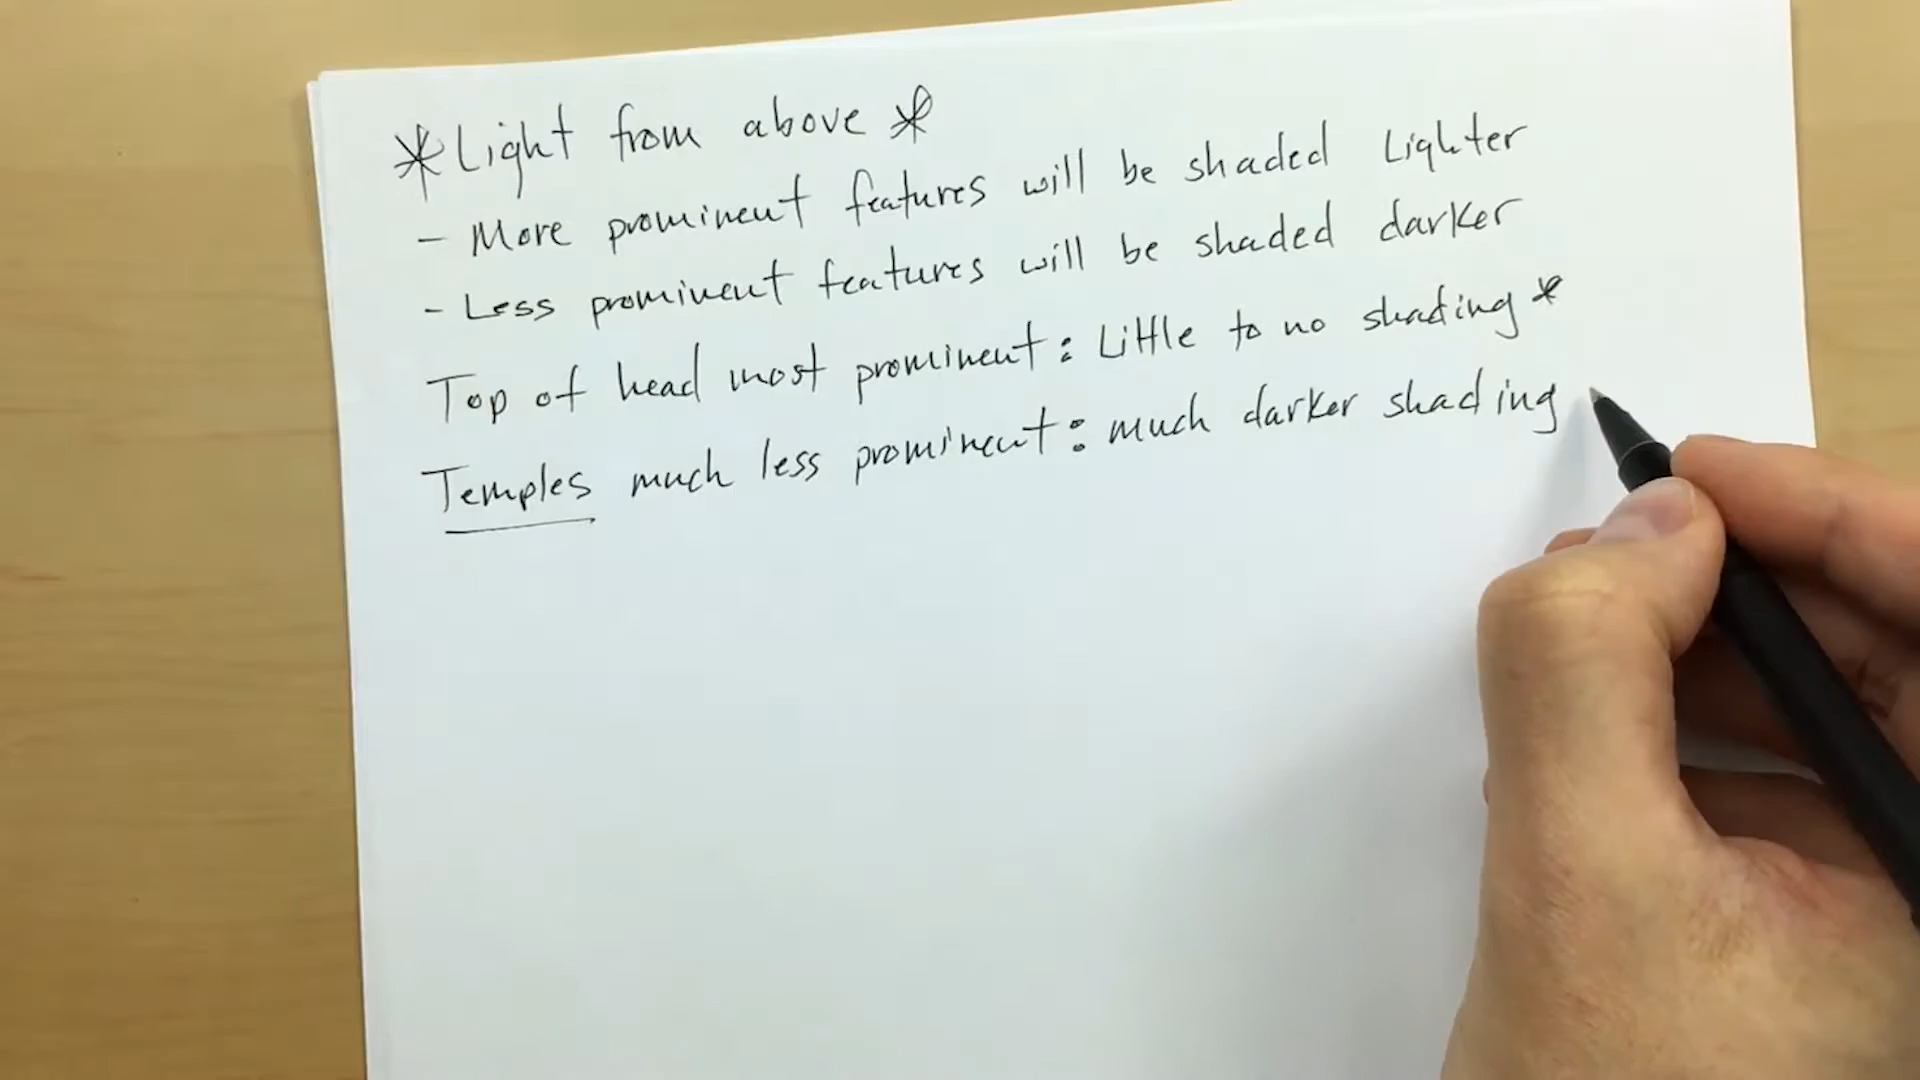 *Light from above*
- More prominent features will be shaded Lighter
- Less prominent features will be shaded darker
Top of head most prominent: Little to no shading*
Temples much less prominent: much darker shading